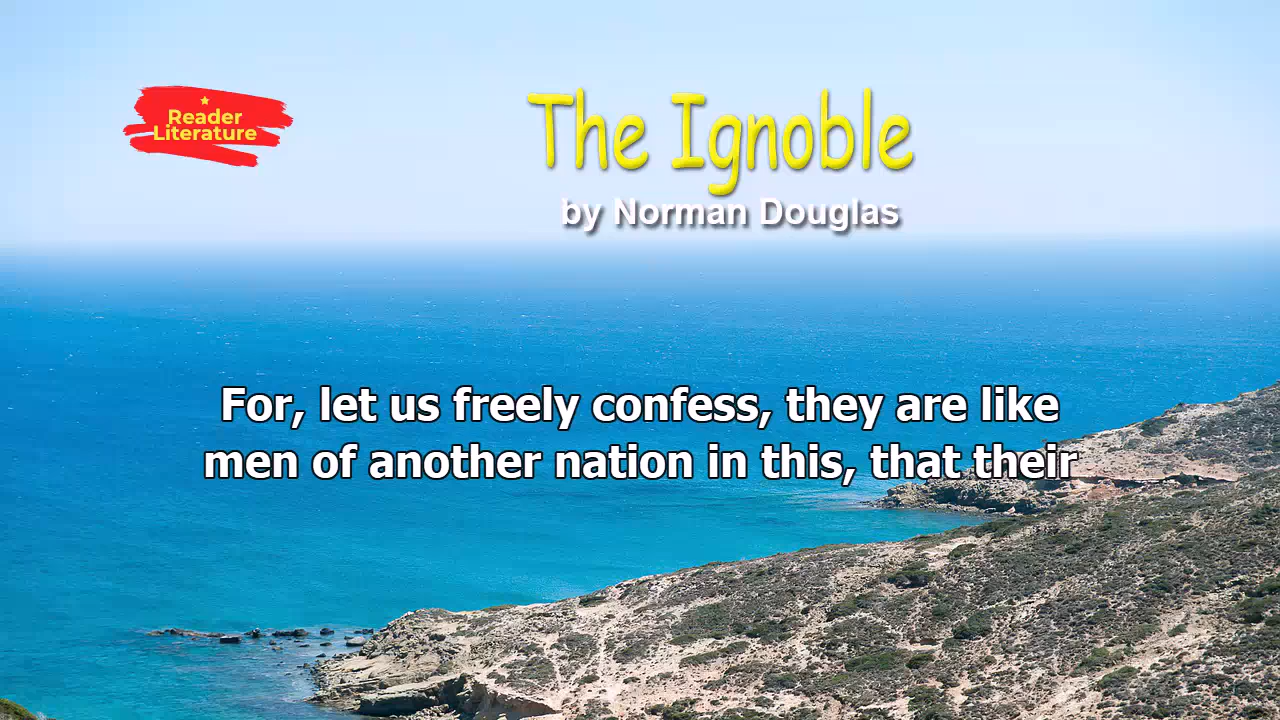 Reader
Literature
The Ignoble
by Norman Douglas
For, let us freely confess, they are like
men of another nation in this, that their